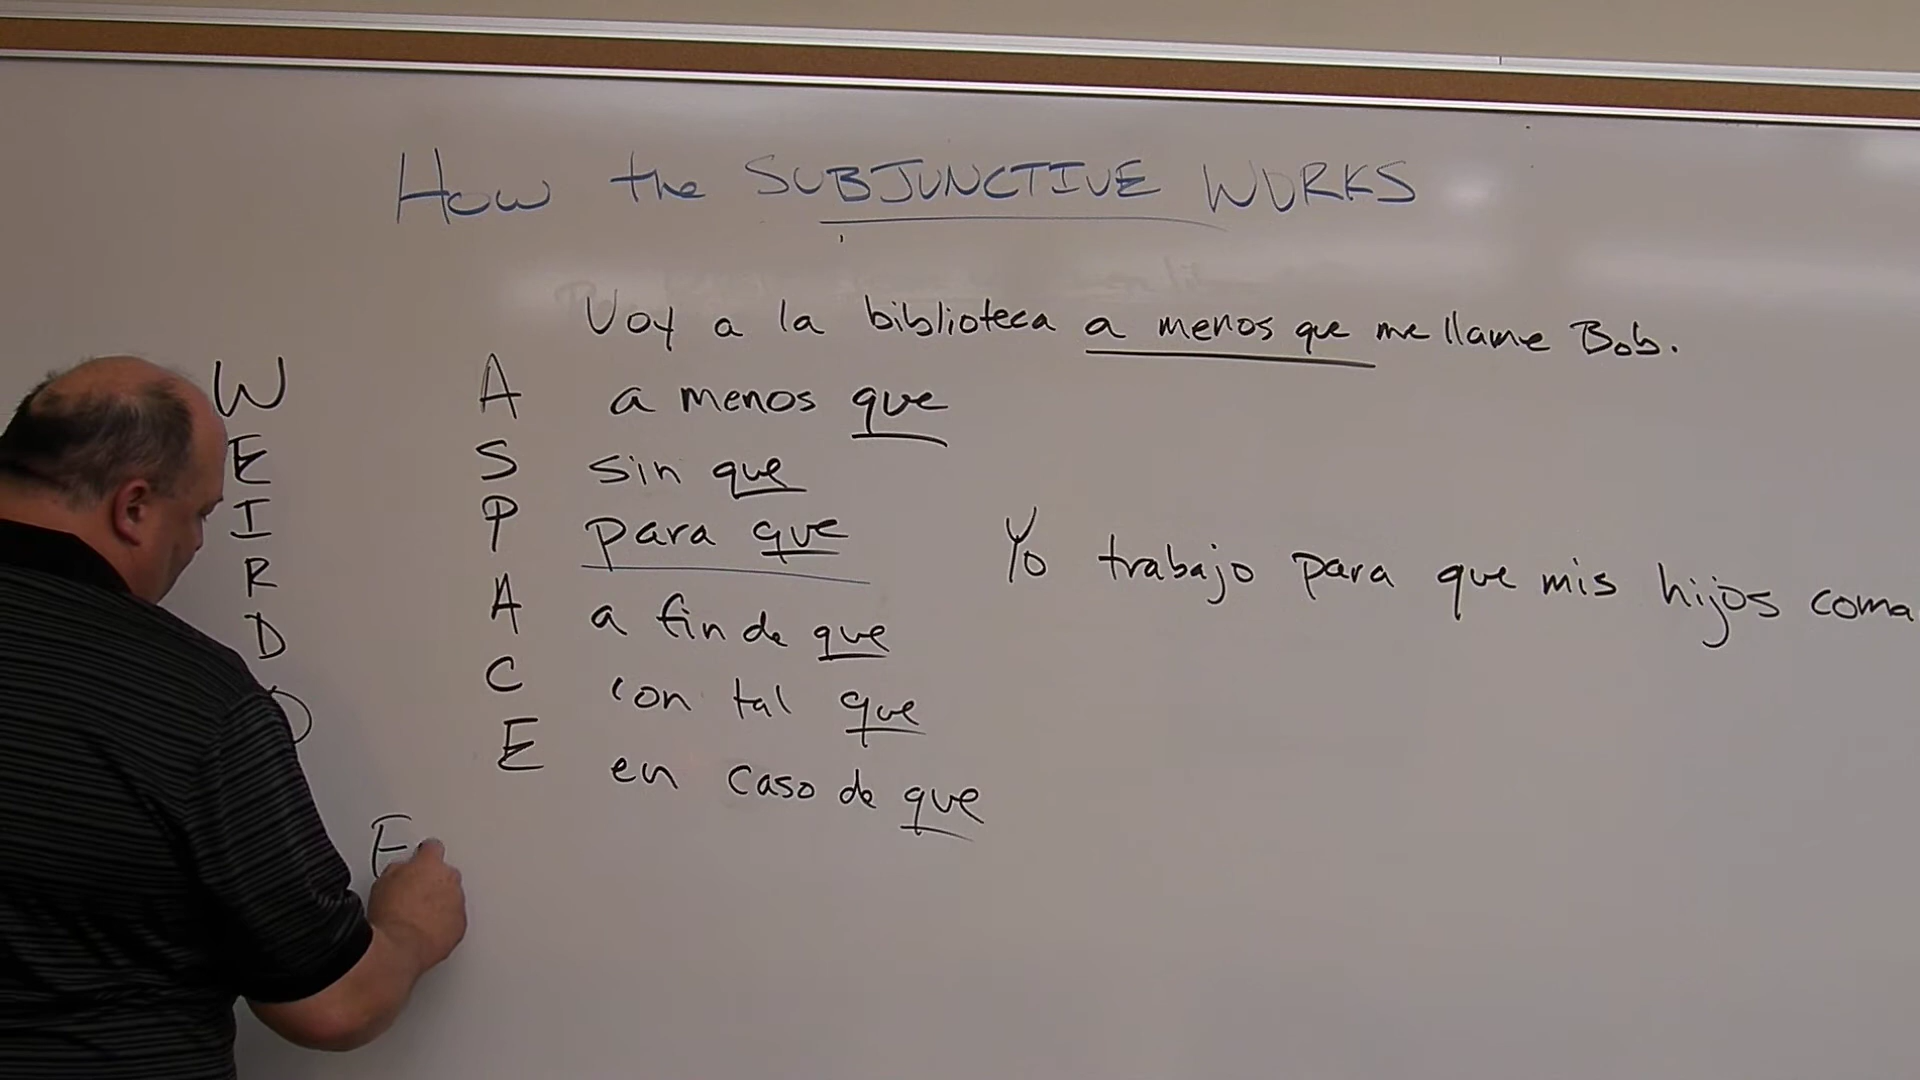 How the SUBJUNCTIVE WORKS
Voy a la biblioteca a menos que me llame Bob.
W
E
I
R
D
O
A a menos que
S sin que
P para que
A a fin de que
C con tal que
E en caso de que
Yo trabajo para que mis hijos coma